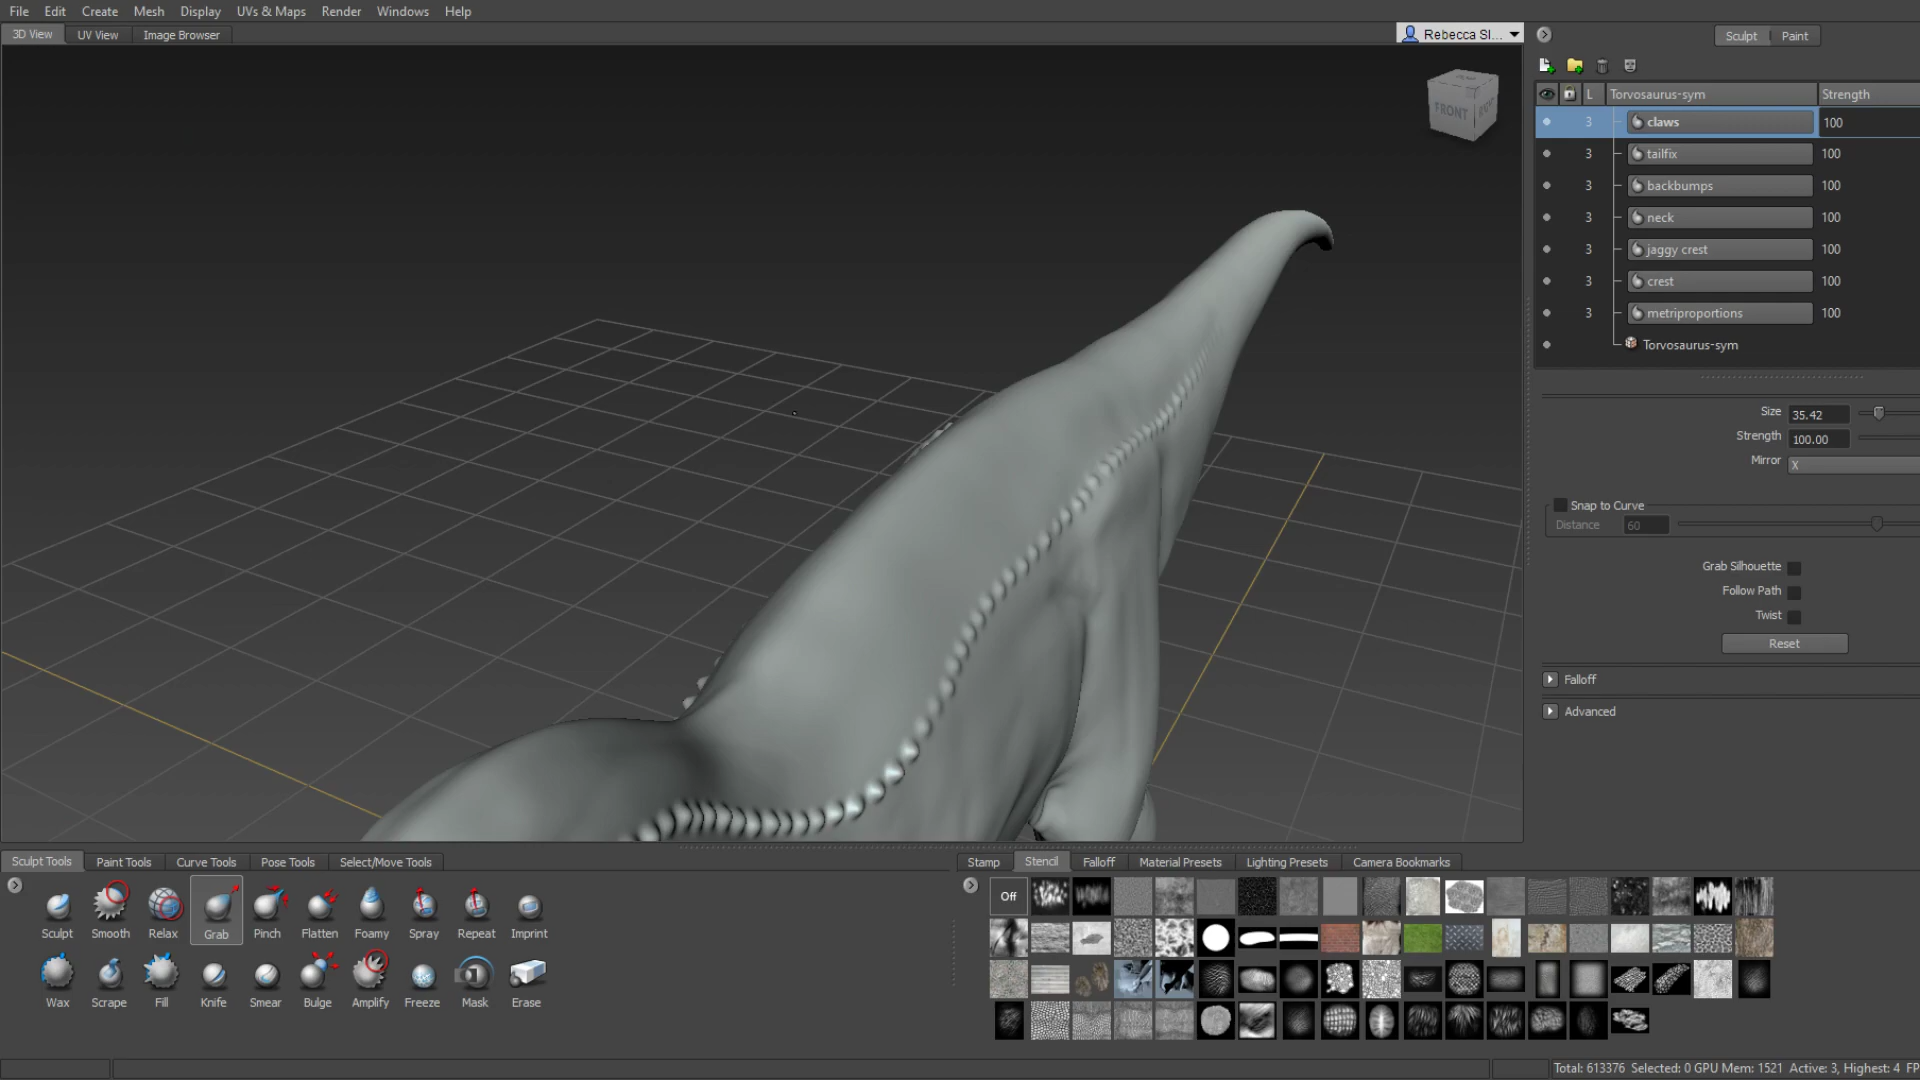 File Edit Create Mesh Display UVs & Maps Render Windows Help
3D View UV View Image Browser
Rebecca Sl...
Sculpt Paint
L Torvosaurus-sym Strength
3 claws 100
3 tailfix 100
3 backbumps 100
3 neck 100
3 jaggy crest 100
3 crest 100
3 metriproportions 100
Torvosaurus-sym
FRONT
Size 35.42
Strength 100.00
Mirror X
Snap to Curve
Distance 60
Grab Silhouette
Follow Path
Twist
Reset
Falloff
Advanced
Sculpt Tools Paint Tools Curve Tools Pose Tools Select/Move Tools
Stamp Stencil Falloff Material Presets Lighting Presets Camera Bookmarks
Off
Sculpt Smooth Relax Grab Pinch Flatten Foamy Spray Repeat Imprint
Wax Scrape Fill Knife Smear Bulge Amplify Freeze Mask Erase
Total: 613376 Selected: 0 GPU Mem: 1521 Active: 3, Highest: 4 FP